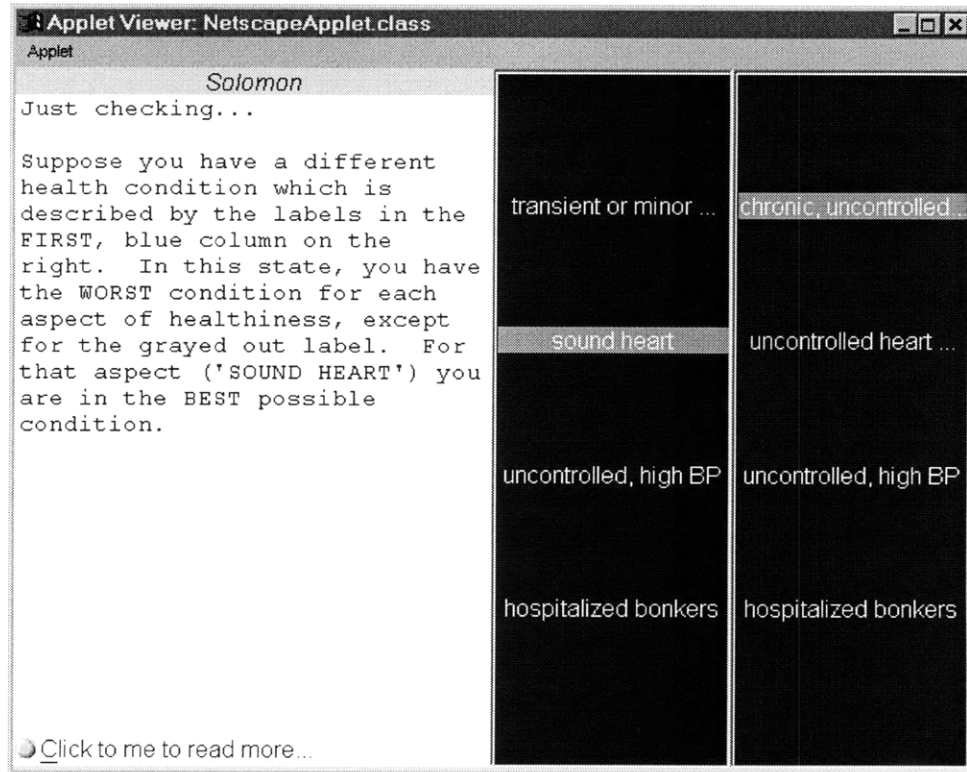 Applet Viewer: NetscapeApplet.class
Applet
Solomon
Just checking...
Suppose you have a different
health condition which is
described by the labels in the
FIRST, blue column on the
right.  In this state, you have
the WORST condition for each
aspect of healthiness, except
for the grayed out label.  For
that aspect ('SOUND HEART') you
are in the BEST possible
condition.
Click to me to read more...
transient or minor ...
sound heart
uncontrolled, high BP
hospitalized bonkers
chronic, uncontrolled ...
uncontrolled heart ...
uncontrolled, high BP
hospitalized bonkers